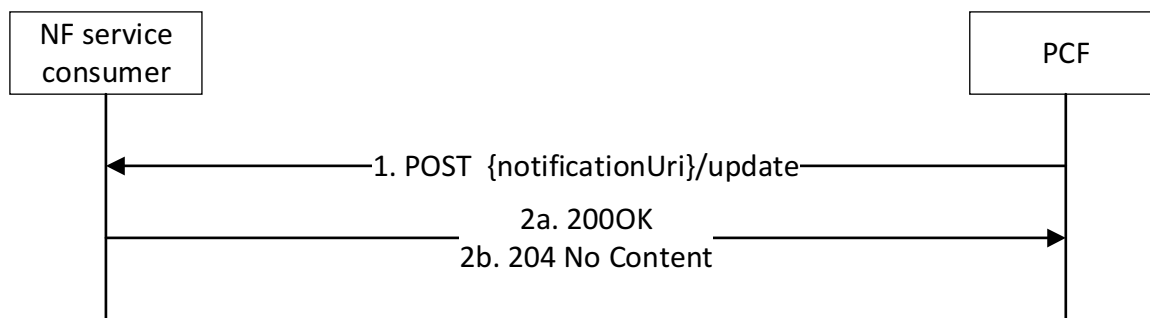 NF service
consumer
PCF
1. POST  {notificationUri}/update
2a. 200OK
2b. 204 No Content